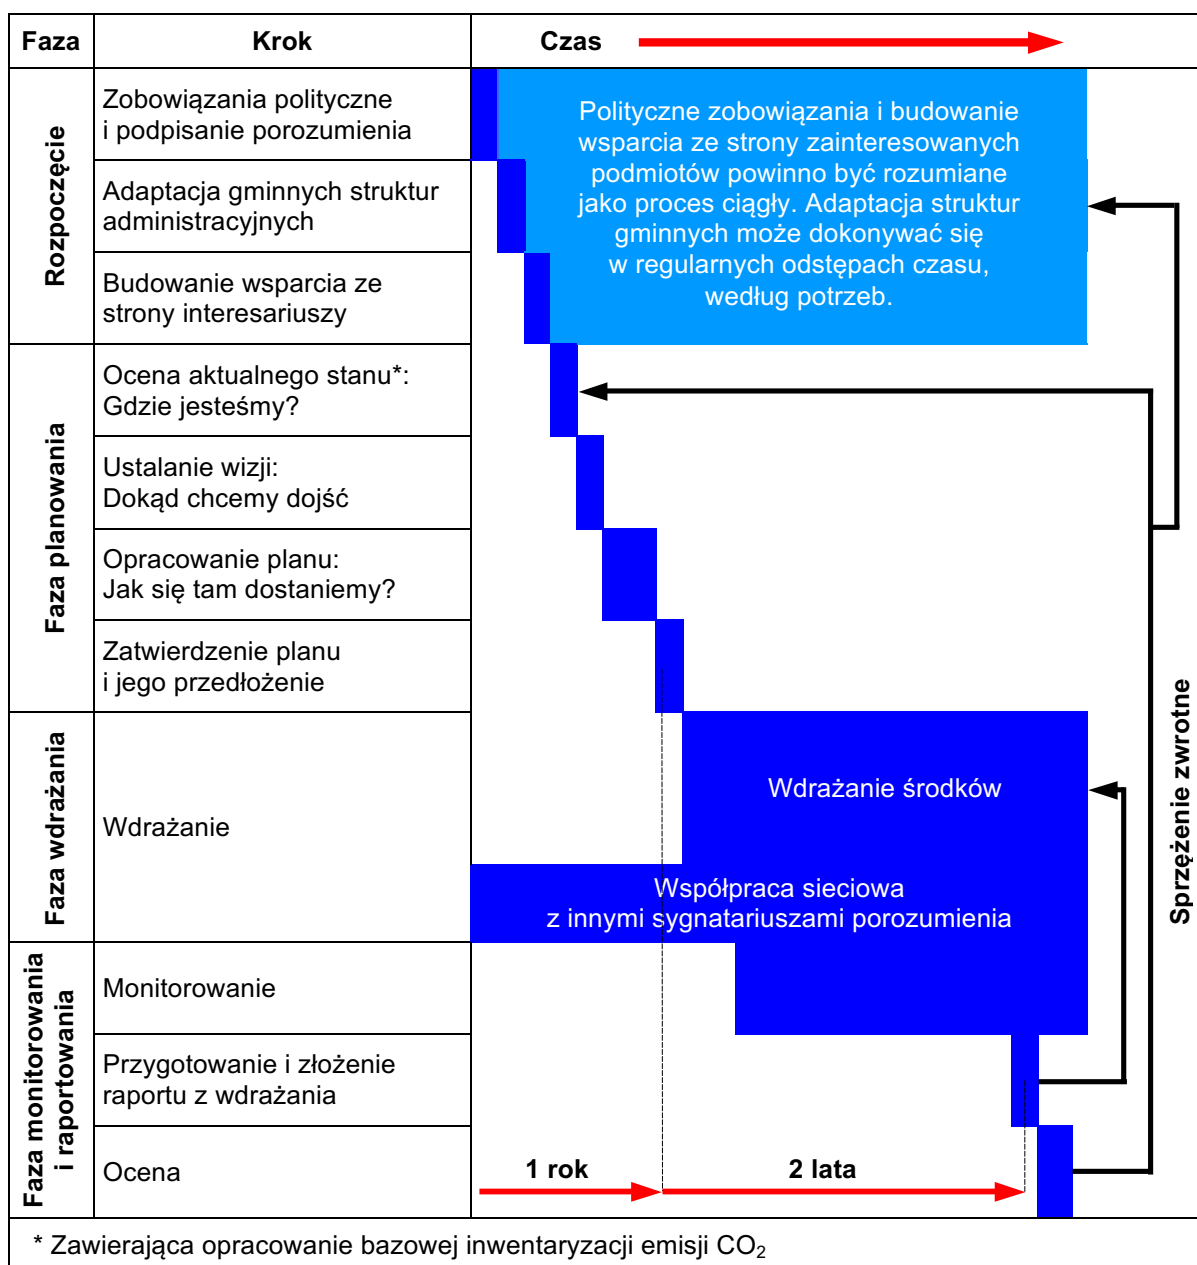 Faza
Krok
Czas
Rozpoczęcie
Zobowiązania polityczne
i podpisanie porozumienia
Adaptacja gminnych struktur
administracyjnych
Budowanie wsparcia ze
strony interesariuszy
Polityczne zobowiązania i budowanie
wsparcia ze strony zainteresowanych
podmiotów powinno być rozumiane
jako proces ciągły. Adaptacja struktur
gminnych może dokonywać się
w regularnych odstępach czasu,
według potrzeb.
Faza planowania
Ocena aktualnego stanu*:
Gdzie jesteśmy?
Ustalanie wizji:
Dokąd chcemy dojść
Opracowanie planu:
Jak się tam dostaniemy?
Zatwierdzenie planu
i jego przedłożenie
Faza wdrażania
Wdrażanie
Wdrażanie środków
Współpraca sieciowa
z innymi sygnatariuszami porozumienia
Faza monitorowania
i raportowania
Monitorowanie
Przygotowanie i złożenie
raportu z wdrażania
Ocena
1 rok
2 lata
Sprzężenie zwrotne
* Zawierająca opracowanie bazowej inwentaryzacji emisji CO₂